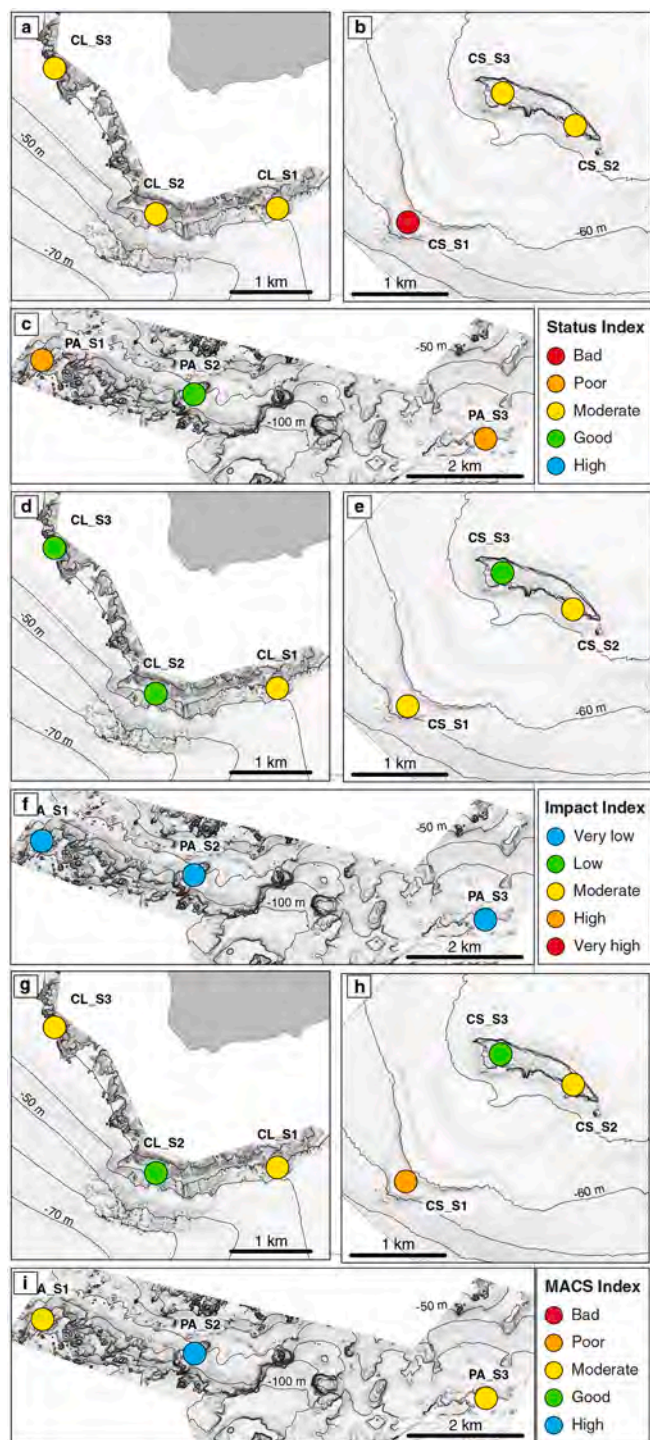 a
CL_S3
-50 m
CL_S2
CL_S1
-70 m
1 km
b
CS_S3
CS_S2
CS_S1
-60 m
1 km
c
PA_S1
PA_S2
-50 m
-100 m
PA_S3
2 km
Status Index
Bad
Poor
Moderate
Good
High
d
CL_S3
-50 m
CL_S2
CL_S1
-70 m
1 km
e
CS_S3
CS_S2
CS_S1
-60 m
1 km
f
A_S1
PA_S2
-50 m
-100 m
PA_S3
2 km
Impact Index
Very low
Low
Moderate
High
Very high
g
CL_S3
-50 m
CL_S2
CL_S1
-70 m
1 km
h
CS_S3
CS_S2
CS_S1
-60 m
1 km
i
A_S1
PA_S2
-50 m
-100 m
PA_S3
2 km
MACS Index
Bad
Poor
Moderate
Good
High